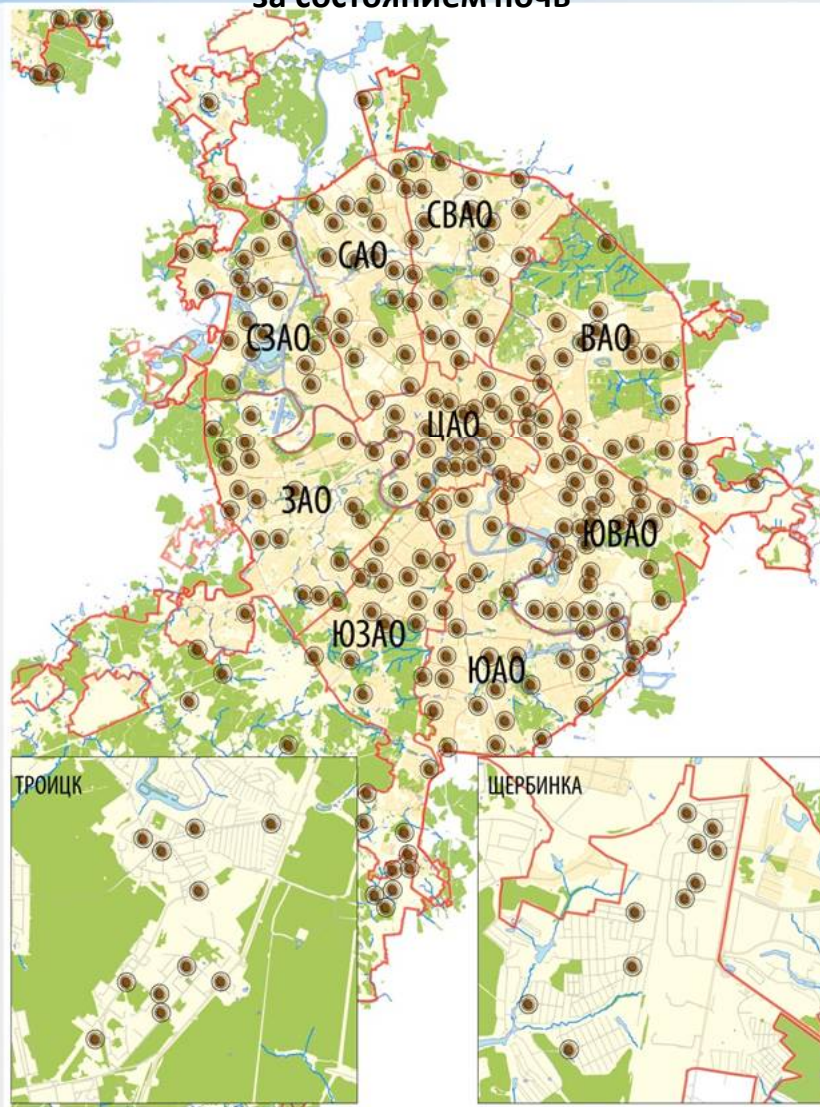 за состоянием почв
СВАО
САО
СЗАО
ВАО
ЦАО
ЗАО
ЮВАО
ЮЗАО
ЮАО
ТРОИЦК
ЩЕРБИНКА